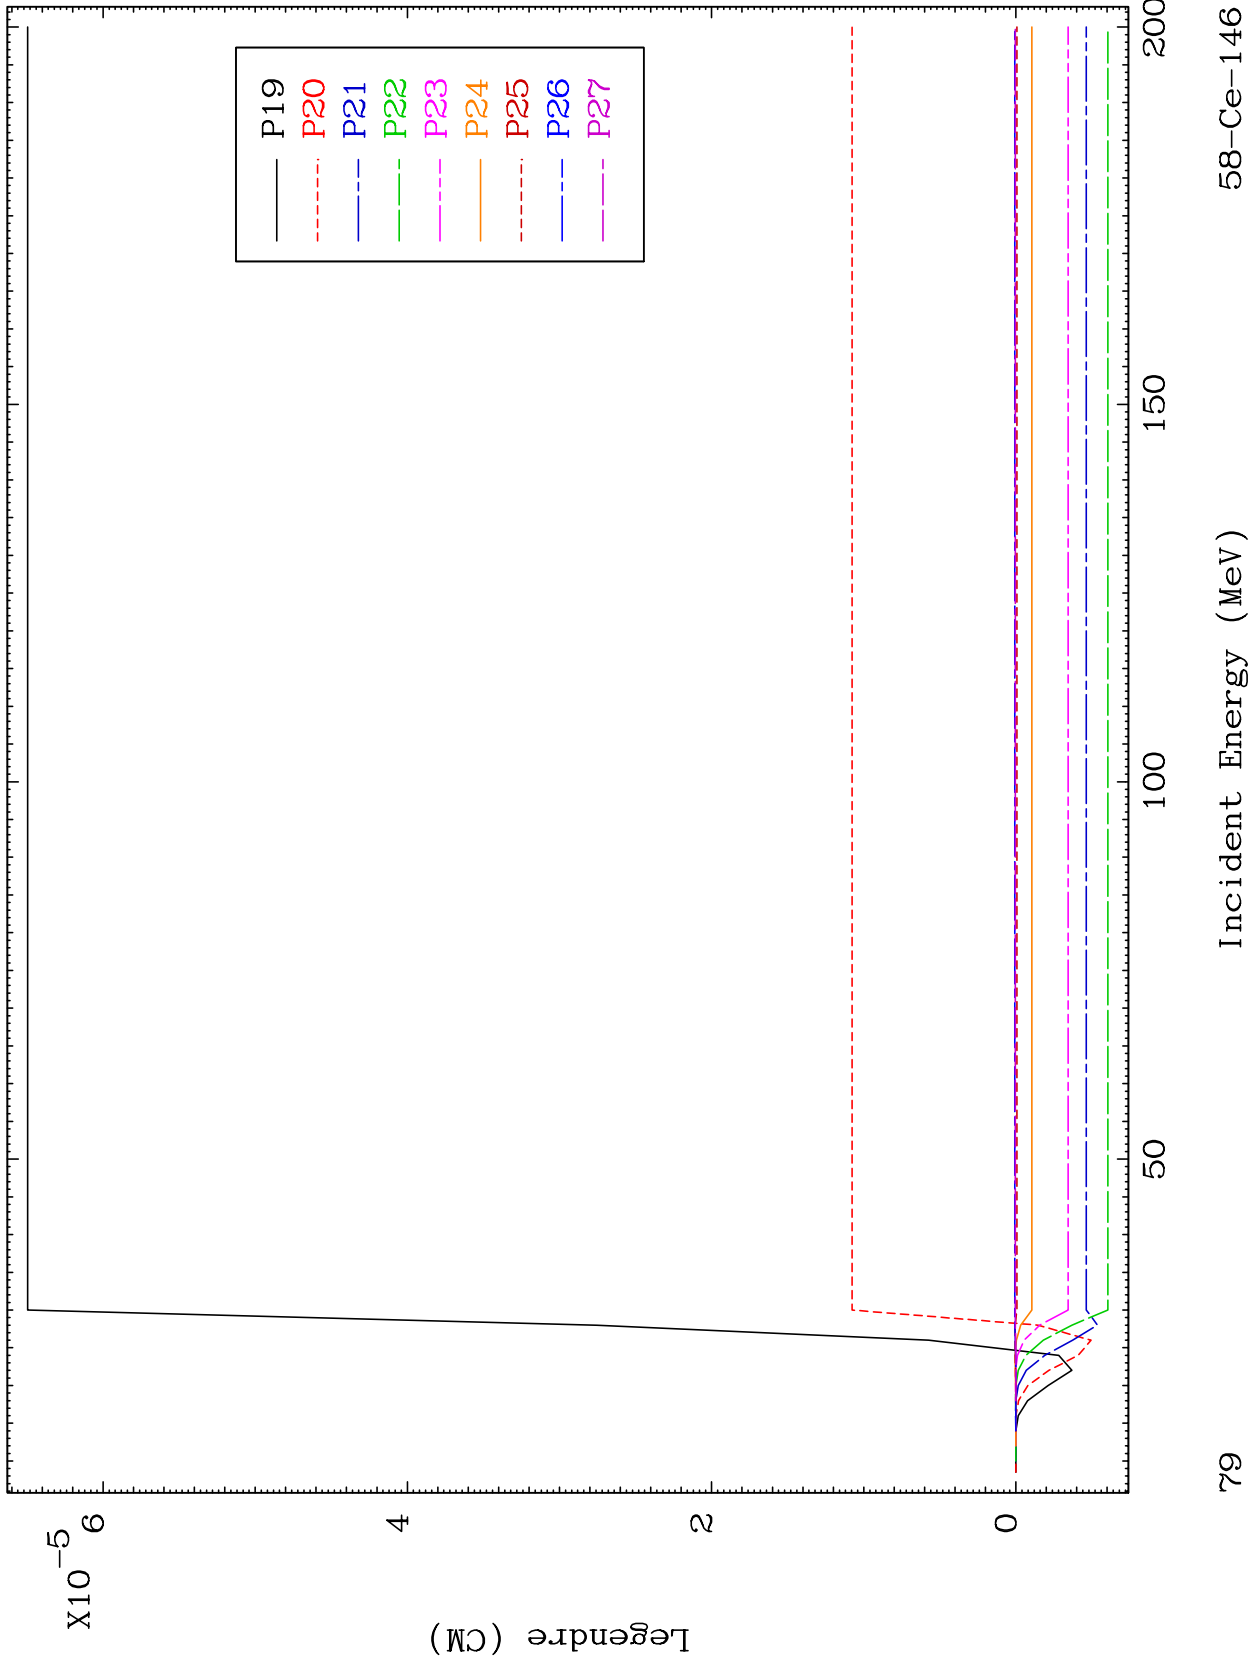 X10⁻⁵
6
4
2
0
Legendre (CM)
P19
P20
P21
P22
P23
P24
P25
P26
P27
50
100
150
200
Incident Energy (MeV)
79
58-Ce-146